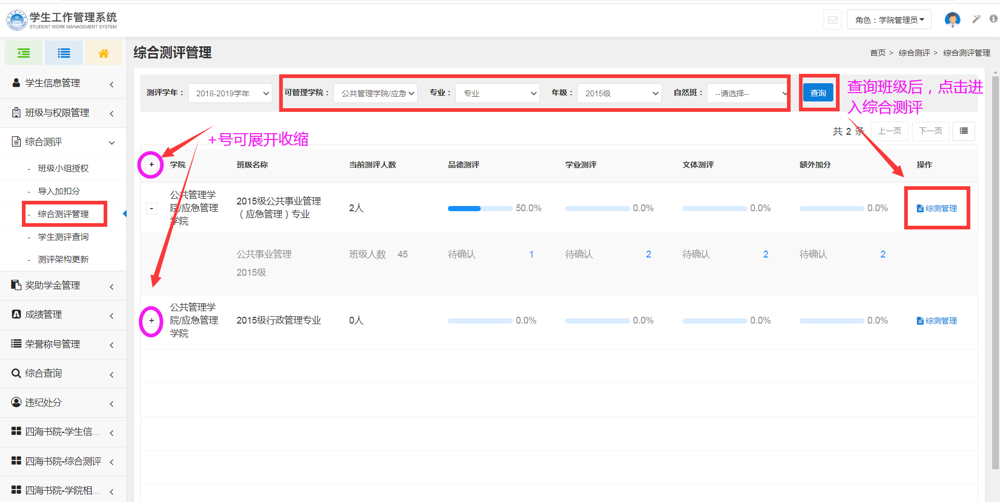 学生工作管理系统
STUDENT WORK MANAGEMENT SYSTEM
角色：学院管理员
综合测评管理
首页 > 综合测评 > 综合测评管理
学生信息管理
班级与权限管理
综合测评
- 班级小组授权
- 导入加扣分
- 综合测评管理
- 学生测评查询
- 测评架构更新
奖助学金管理
成绩管理
荣誉称号管理
综合查询
违纪处分
四海书院-学生信...
四海书院-综合测评
四海书院-学院相...
测评学年： 2018-2019学年 可管理学院： 公共管理学院/应急 专业： 专业 年级： 2015级 自然班： --请选择-- 查询
查询班级后，点击进
入综合测评
共 2 条 上一页 下一页
+号可展开收缩
+ 学院 班级名称 当前测评人数 品德测评 学业测评 文体测评 额外加分 操作
公共管理学
院/应急管理
学院
-
2015级公共事业管理
（应急管理）专业
2人 50.0% 0.0% 0.0% 0.0% 综测管理
公共事业管理
2015级
班级人数 45 待确认 1 待确认 2 待确认 2 待确认 2
公共管理学
院/应急管理
学院
+ 2015级行政管理专业 0人 0.0% 0.0% 0.0% 0.0% 综测管理